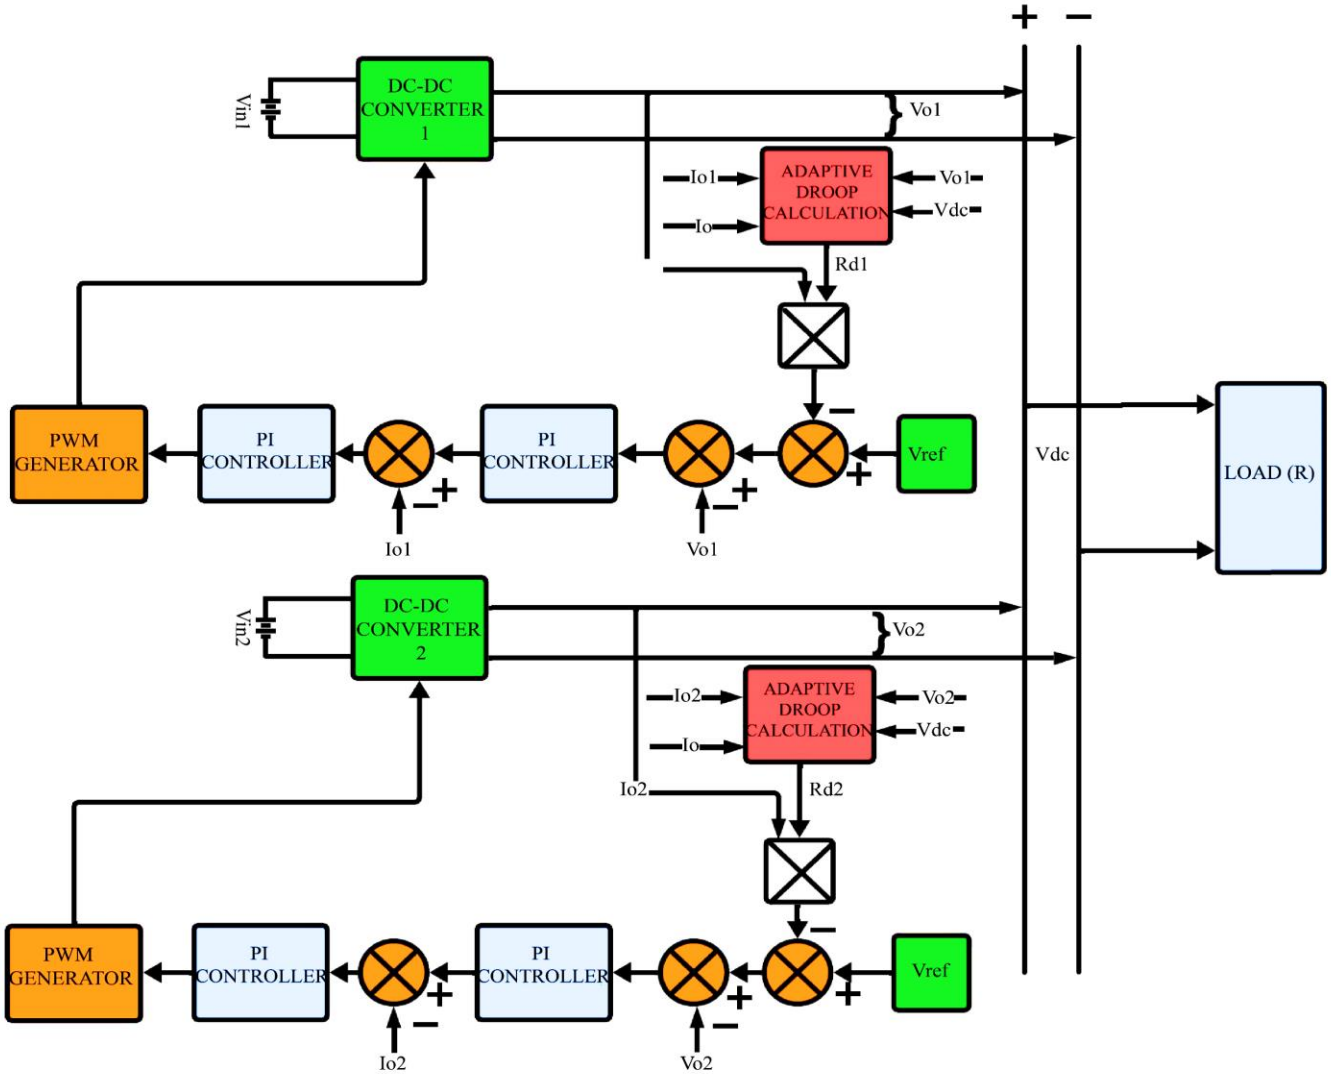 + −
DC-DC
CONVERTER
1
Vin1
Vo1
ADAPTIVE
DROOP
CALCULATION
Io1
Vo1
Io
Vdc
Rd1
−
PWM
GENERATOR
PI
CONTROLLER
PI
CONTROLLER
Vref
− +
− +
+
Io1
Vo1
Vdc
LOAD (R)
DC-DC
CONVERTER
2
Vin2
Vo2
ADAPTIVE
DROOP
CALCULATION
Io2
Vo2
Io
Vdc
Io2
Rd2
−
PWM
GENERATOR
PI
CONTROLLER
PI
CONTROLLER
Vref
+
−
+
−
+
Io2
Vo2